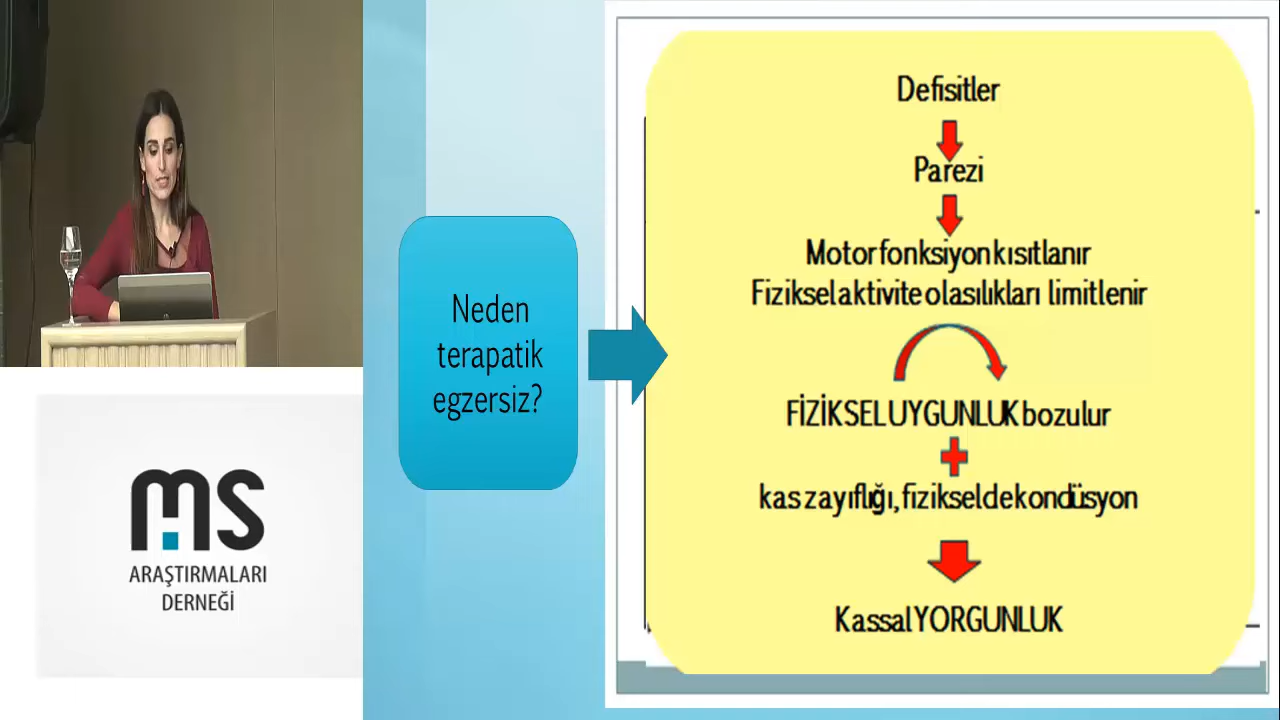 Neden
terapatik
egzersiz?
Defisitler
Parezi
Motor fonksiyon kısıtlanır
Fiziksel aktivite olasılıkları limitlenir
FİZİKSEL UYGUNLUK bozulur
kas zayıflığı, fiziksel dekondüsyon
Kassal YORGUNLUK
MS
ARAŞTIRMALARI
DERNEĞİ